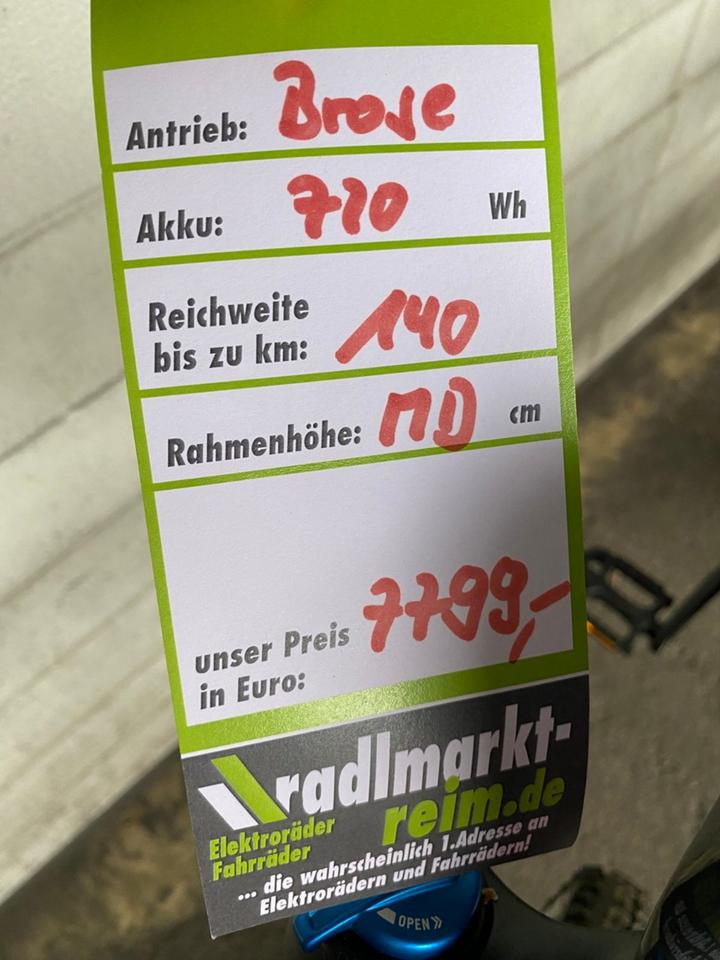 Antrieb: Brose
Akku: 710 Wh
Reichweite
bis zu km: 140
Rahmenhöhe: MD cm
unser Preis
in Euro: 7799,-
radlmarkt-
reim.de
Elektroräder
Fahrräder
... die wahrscheinlich 1.Adresse an
Elektrorädern und Fahrrädern!
OPEN